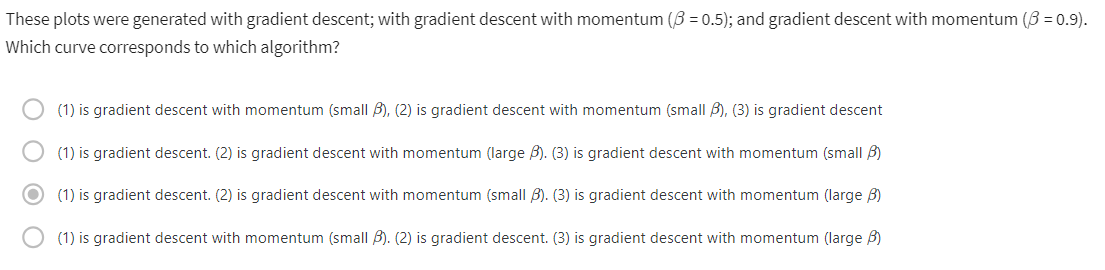 These plots were generated with gradient descent; with gradient descent with momentum (β = 0.5); and gradient descent with momentum (β = 0.9).
Which curve corresponds to which algorithm?
(1) is gradient descent with momentum (small β), (2) is gradient descent with momentum (small β), (3) is gradient descent
(1) is gradient descent. (2) is gradient descent with momentum (large β). (3) is gradient descent with momentum (small β)
(1) is gradient descent. (2) is gradient descent with momentum (small β). (3) is gradient descent with momentum (large β)
(1) is gradient descent with momentum (small β). (2) is gradient descent. (3) is gradient descent with momentum (large β)